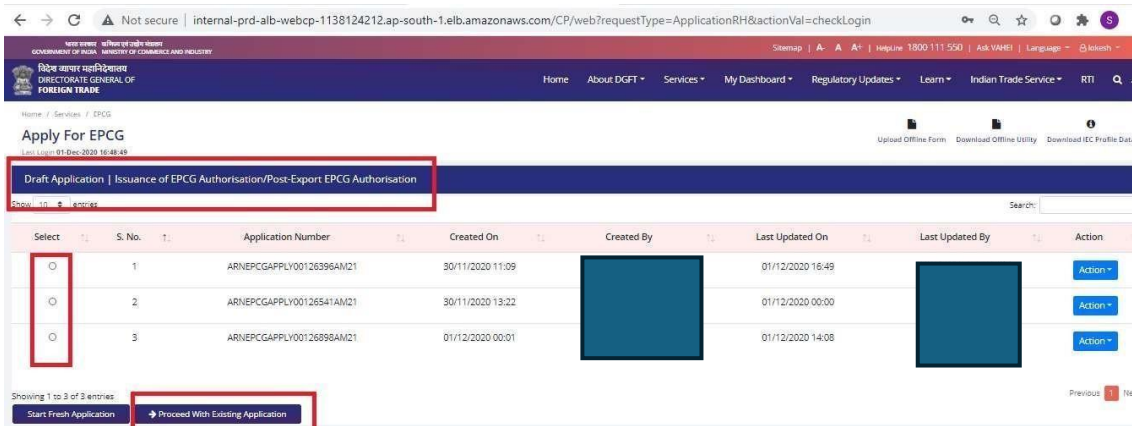 Not secure | internal-prd-alb-webcp-1138124212.ap-south-1.elb.amazonaws.com/CP/web?requestType=ApplicationRH&actionVal=checkLogin S
भारत सरकार
GOVERNMENT OF INDIA MINISTRY OF COMMERCE AND INDUSTRY Sitemap | A- A A+ | HelpLine 1800 111 550 | Ask VAHEI | Language lokesh
विदेश व्यापार महानिदेशालय
DIRECTORATE GENERAL OF
FOREIGN TRADE
Home About DGFT Services My Dashboard Regulatory Updates Learn Indian Trade Service RTI
Home / Services / EPCG
Apply For EPCG
Last Login 01-Dec-2020 16:48:49
Upload Offline Form Download Offline Utility Download IEC Profile Dat
Draft Application | Issuance of EPCG Authorisation/Post-Export EPCG Authorisation
Show 10 entries Search:
Select S. No. Application Number Created On Created By Last Updated On Last Updated By Action
1 ARNEPCGAPPLY00126396AM21 30/11/2020 11:09 01/12/2020 16:49 Action
2 ARNEPCGAPPLY00126541AM21 30/11/2020 13:22 01/12/2020 00:00 Action
3 ARNEPCGAPPLY00126898AM21 01/12/2020 00:01 01/12/2020 14:08 Action
Showing 1 to 3 of 3 entries Previous 1 Ne
Start Fresh Application Proceed With Existing Application